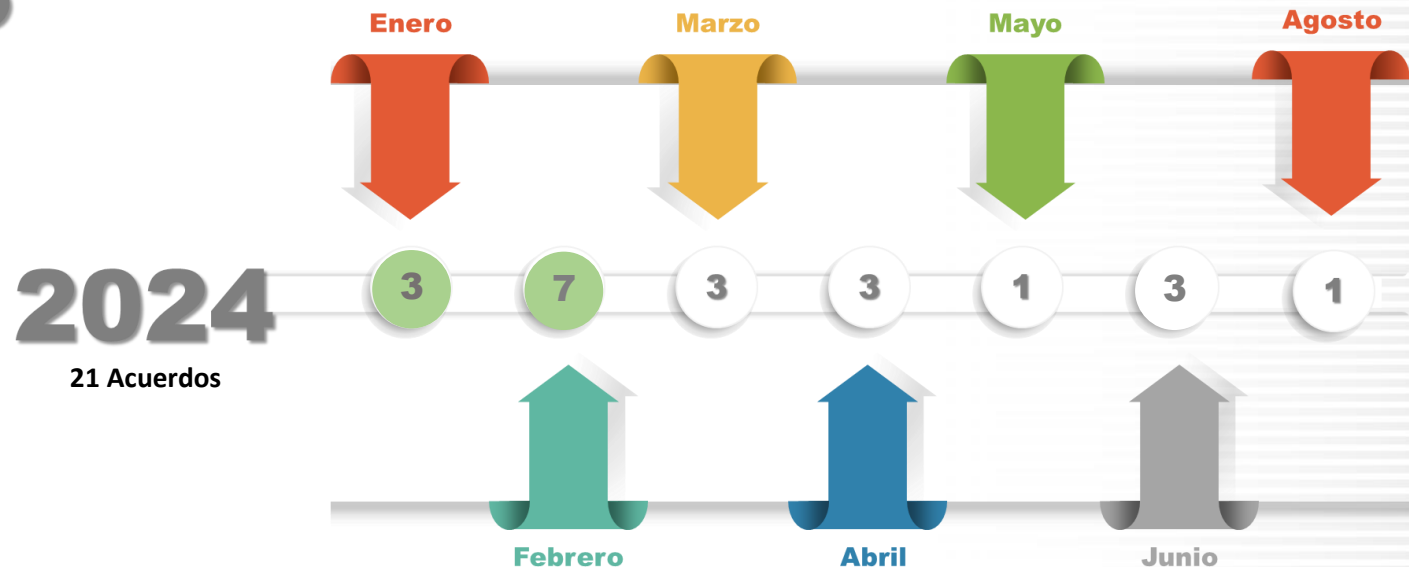 Enero
Marzo
Mayo
Agosto
3
7
3
3
1
3
1
2024
21 Acuerdos
Febrero
Abril
Junio